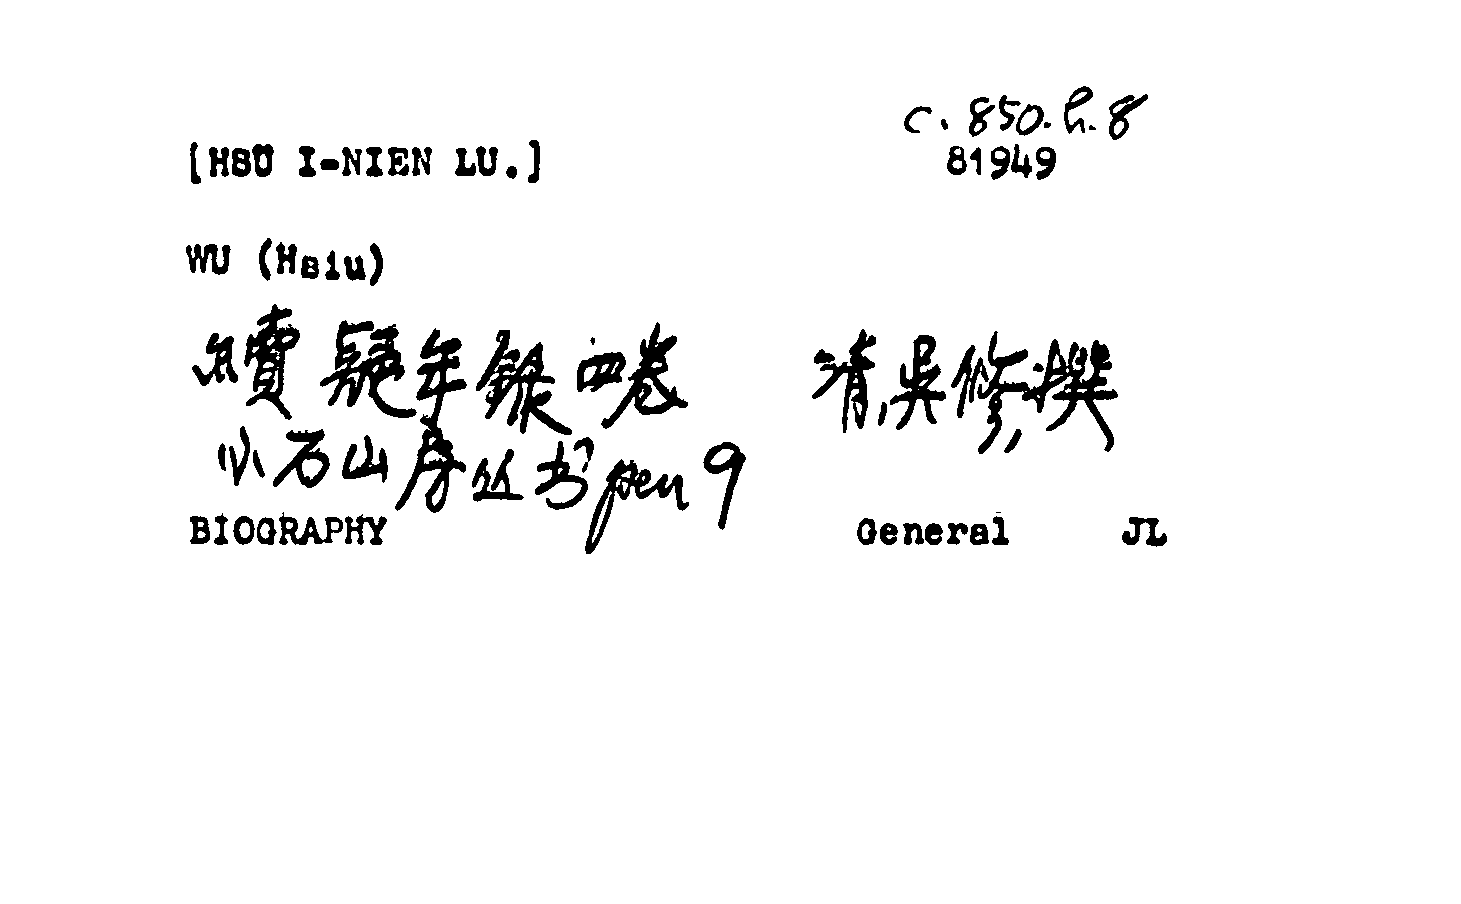 c. 850. h. 8
[HSÜ I-NIEN LU.]
81949
WU (Hsiu)
續疑年錄四卷 清吳修撰
小石山房丛书 pen 9
BIOGRAPHY General JL